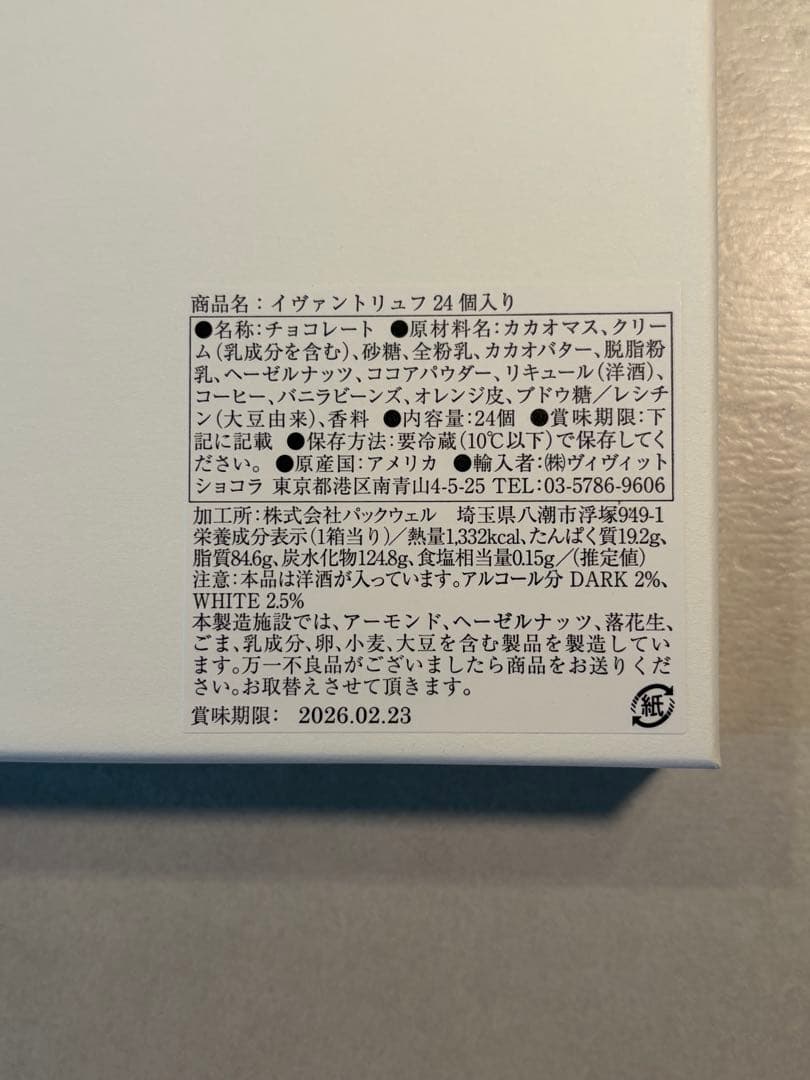 商品名：イヴァントリュフ 24 個入り
●名称：チョコレート ●原材料名：カカオマス、クリー
ム（乳成分を含む）、砂糖、全粉乳、カカオバター、脱脂粉
乳、ヘーゼルナッツ、ココアパウダー、リキュール（洋酒）、
コーヒー、バニラビーンズ、オレンジ皮、ブドウ糖／レシチ
ン（大豆由来）、香料 ●内容量：24個 ●賞味期限：下
記に記載 ●保存方法：要冷蔵（10℃以下）で保存してく
ださい。 ●原産国：アメリカ ●輸入者：㈱ヴィヴィット
ショコラ 東京都港区南青山4-5-25 TEL：03-5786-9606
加工所：株式会社パックウェル 埼玉県八潮市浮塚949-1
栄養成分表示（1箱当り）／熱量1,332kcal、たんぱく質19.2g、
脂質84.6g、炭水化物124.8g、食塩相当量0.15g／（推定値）
注意：本品は洋酒が入っています。アルコール分 DARK 2%、
WHITE 2.5%
本製造施設では、アーモンド、ヘーゼルナッツ、落花生、
ごま、乳成分、卵、小麦、大豆を含む製品を製造してい
ます。万一不良品がございましたら商品をお送りくだ
さい。お取替えさせて頂きます。
賞味期限： 2026.02.23
紙